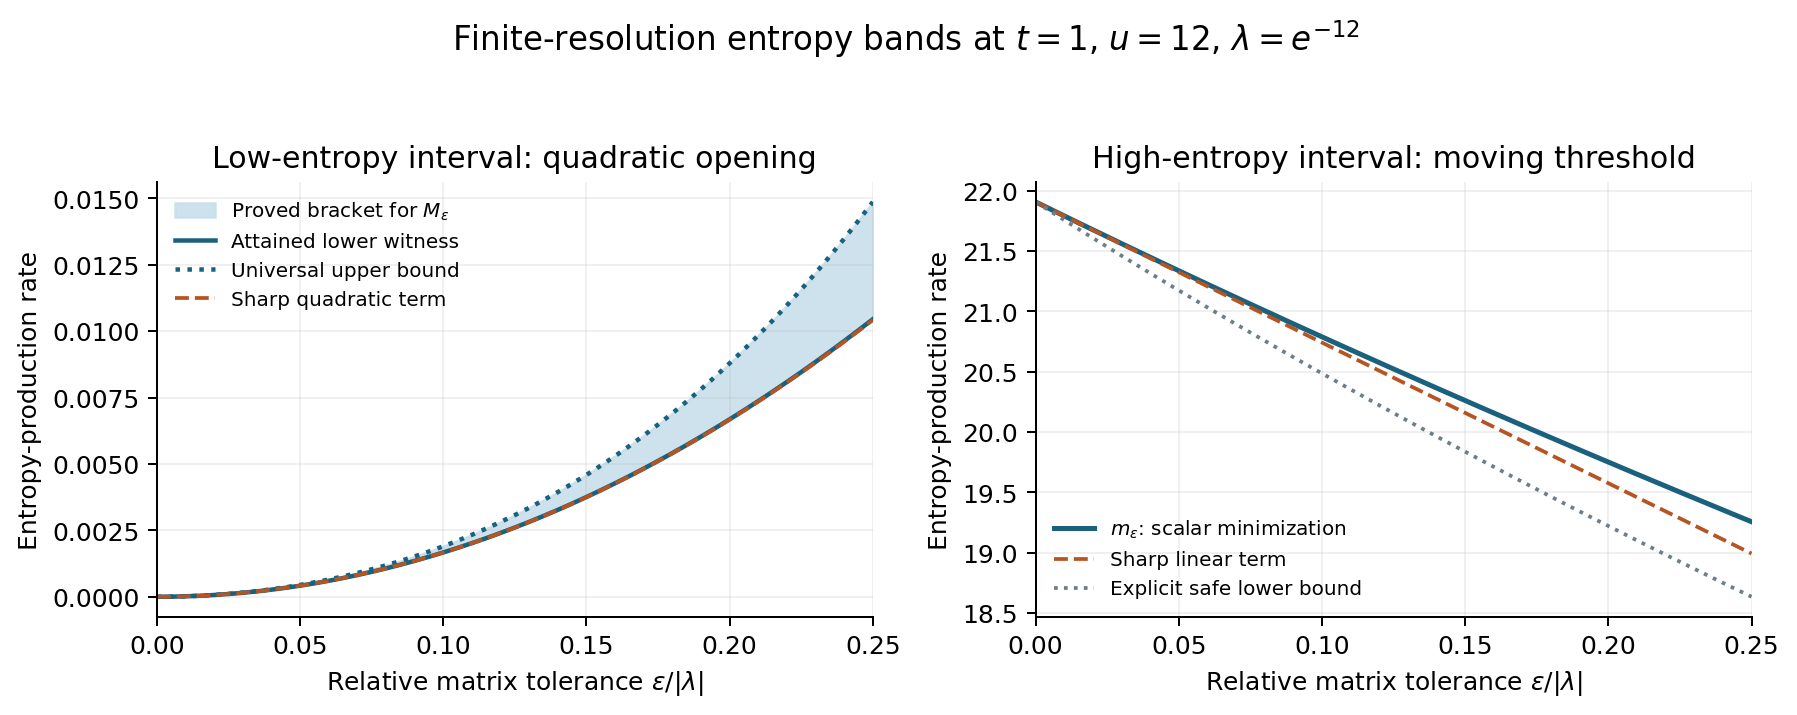 Finite-resolution entropy bands at t = 1, u = 12, λ = e⁻¹²
Low-entropy interval: quadratic opening
Entropy-production rate
0.0150
0.0125
0.0100
0.0075
0.0050
0.0025
0.0000
Proved bracket for Mε
Attained lower witness
Universal upper bound
Sharp quadratic term
0.00 0.05 0.10 0.15 0.20 0.25
Relative matrix tolerance ε/|λ|
High-entropy interval: moving threshold
Entropy-production rate
22.0
21.5
21.0
20.5
20.0
19.5
19.0
18.5
mε: scalar minimization
Sharp linear term
Explicit safe lower bound
0.00 0.05 0.10 0.15 0.20 0.25
Relative matrix tolerance ε/|λ|